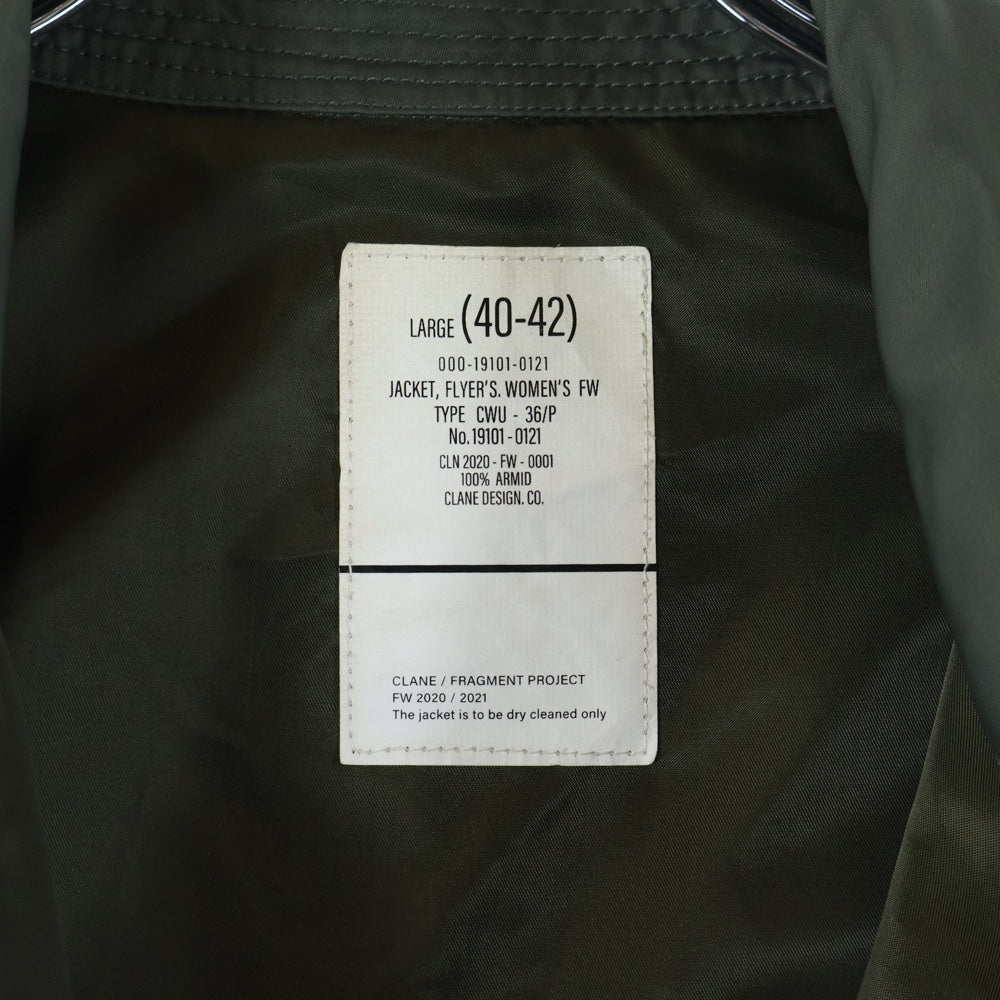 LARGE (40-42)
000-19101-0121
JACKET, FLYER'S. WOMEN'S FW
TYPE CWU - 36/P
No.19101-0121
CLN 2020 - FW - 0001
100% ARMID
CLANE DESIGN. CO.
CLANE / FRAGMENT PROJECT
FW 2020 / 2021
The jacket is to be dry cleaned only